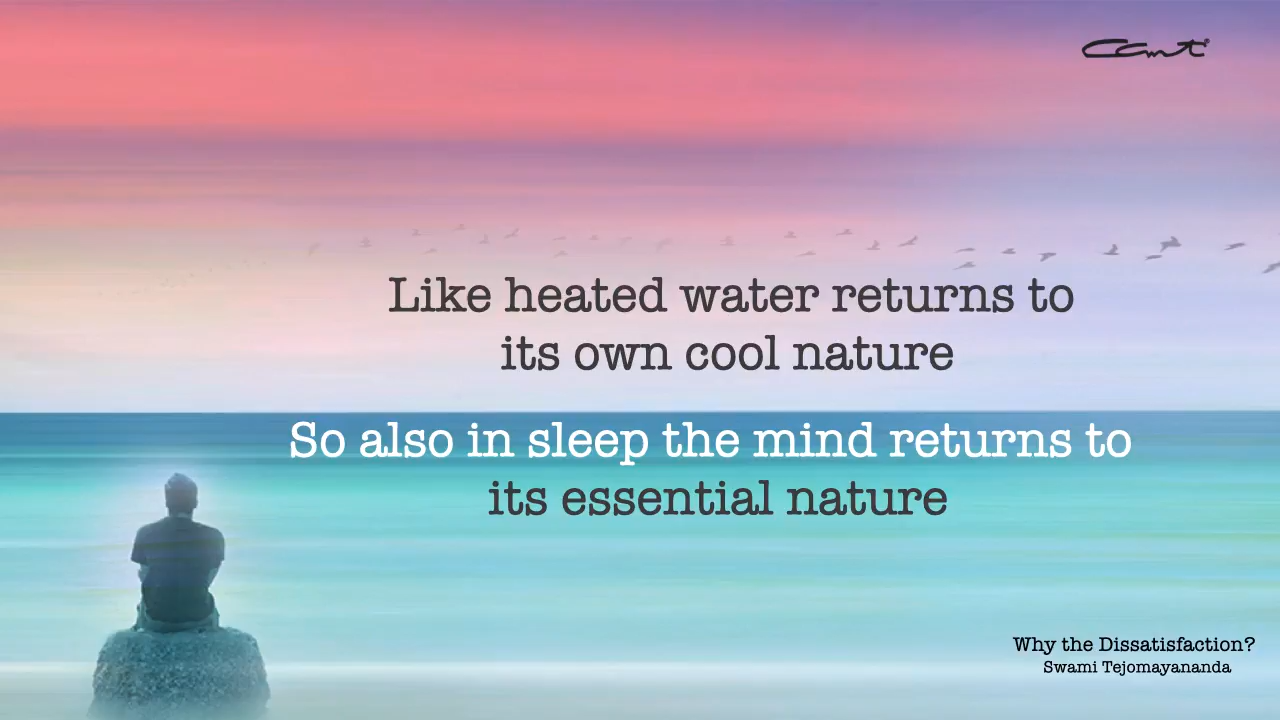 CCMT
Like heated water returns to
its own cool nature
So also in sleep the mind returns to
its essential nature
Why the Dissatisfaction?
Swami Tejomayananda